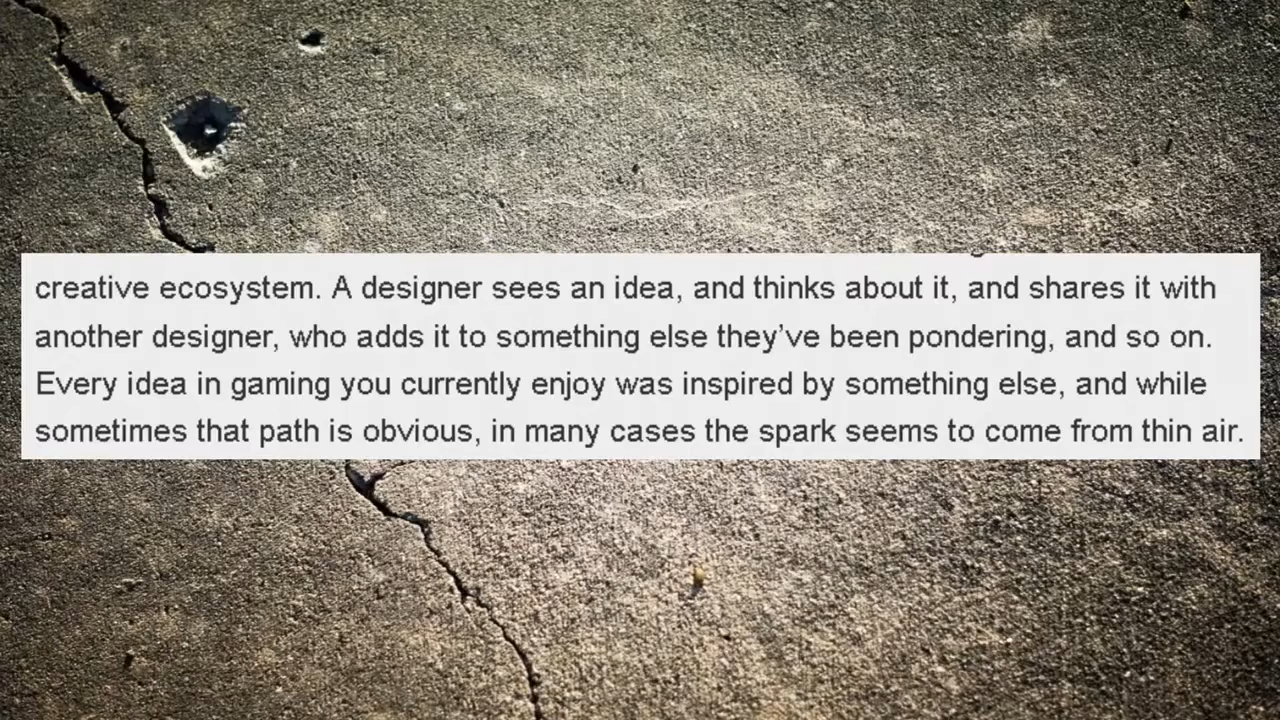 creative ecosystem. A designer sees an idea, and thinks about it, and shares it with
another designer, who adds it to something else they’ve been pondering, and so on.
Every idea in gaming you currently enjoy was inspired by something else, and while
sometimes that path is obvious, in many cases the spark seems to come from thin air.